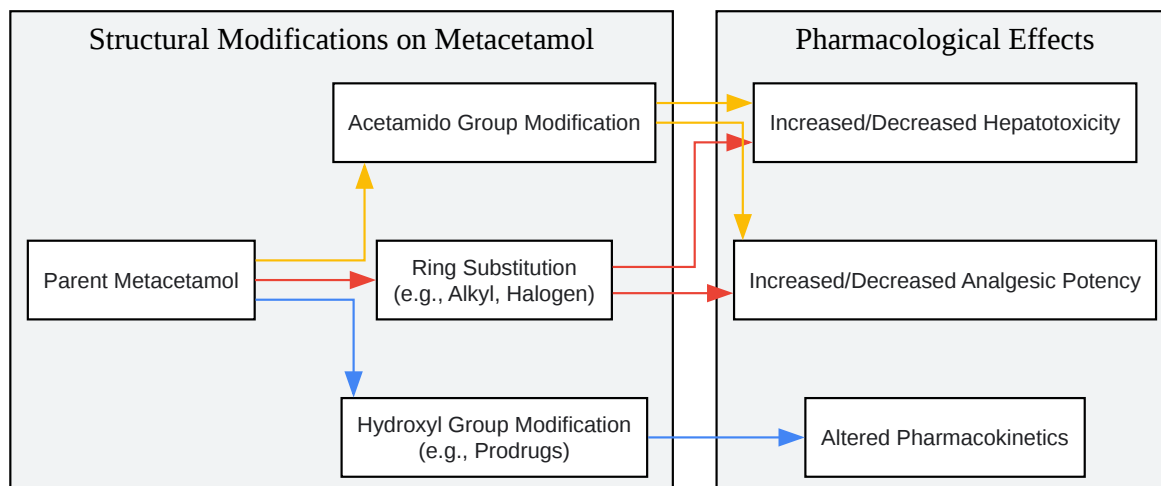 Structural Modifications on Metacetamol
Pharmacological Effects
Acetamido Group Modification
Increased/Decreased Hepatotoxicity
Parent Metacetamol
Ring Substitution
(e.g., Alkyl, Halogen)
Increased/Decreased Analgesic Potency
Hydroxyl Group Modification
(e.g., Prodrugs)
Altered Pharmacokinetics